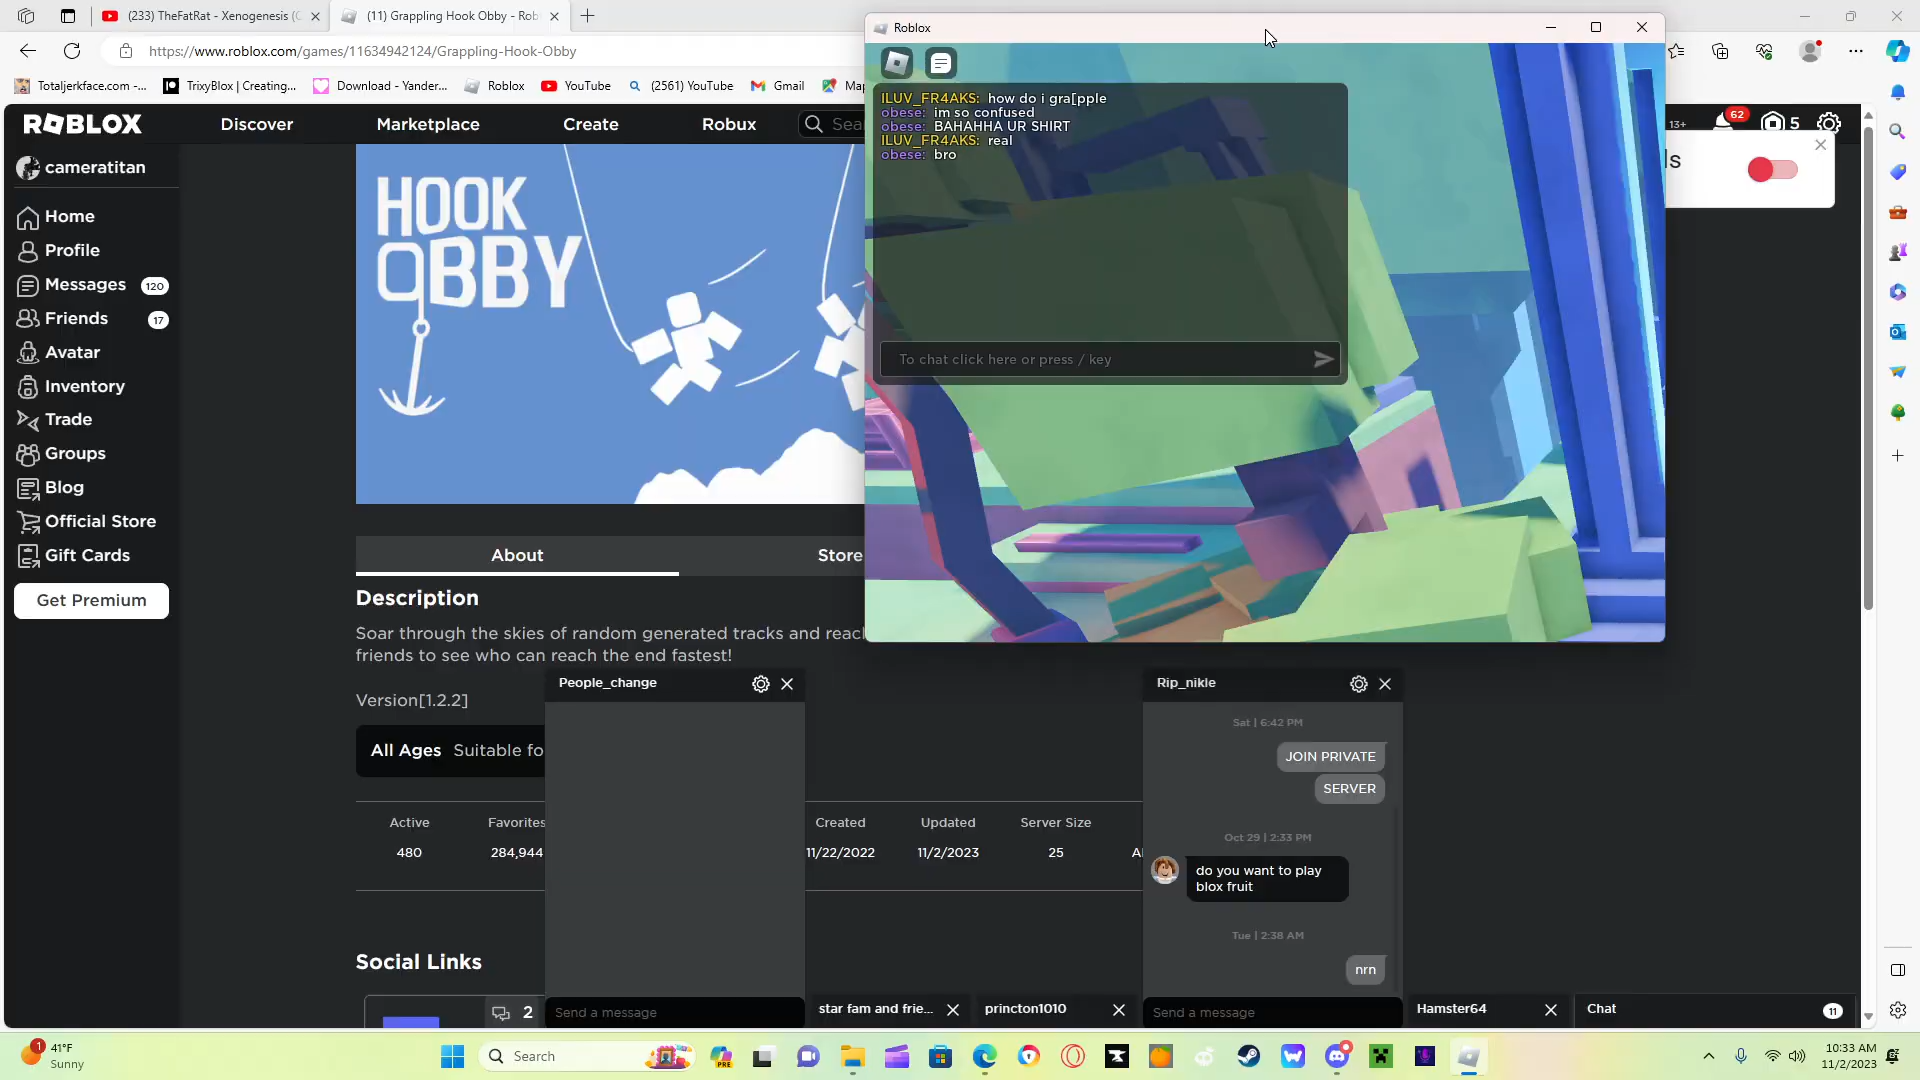 (233) TheFatRat - Xenogenesis (
(11) Grappling Hook Obby - Rob
https://www.roblox.com/games/11634942124/Grappling-Hook-Obby
Totaljerkface.com -...
TrixyBlox | Creating...
Download - Yander...
Roblox
YouTube
(2561) YouTube
Gmail
Map
Roblox
ILUV_FR4AKS: how do i gra[pple
obese: im so confused
obese: BAHAHHA UR SHIRT
ILUV_FR4AKS: real
obese: bro
To chat click here or press / key
ROBLOX
Discover
Marketplace
Create
Robux
Sea
13+
62
5
ls
cameratitan
Home
Profile
Messages 120
Friends 17
Avatar
Inventory
Trade
Groups
Blog
Official Store
Gift Cards
Get Premium
HOOK
OBBY
About
Store
Description
Soar through the skies of random generated tracks and reac
friends to see who can reach the end fastest!
Version[1.2.2]
All Ages Suitable fo
Active
480
Favorites
284,944
Created
11/22/2022
Updated
11/2/2023
Server Size
25
Al
Social Links
2
People_change
Send a message
star fam and frie...
princton1010
Rip_nikle
Sat | 6:42 PM
JOIN PRIVATE
SERVER
Oct 29 | 2:33 PM
do you want to play
blox fruit
Tue | 2:38 AM
nrn
Send a message
Hamster64
Chat
11
1
41°F
Sunny
Search
PRE
10:33 AM
11/2/2023